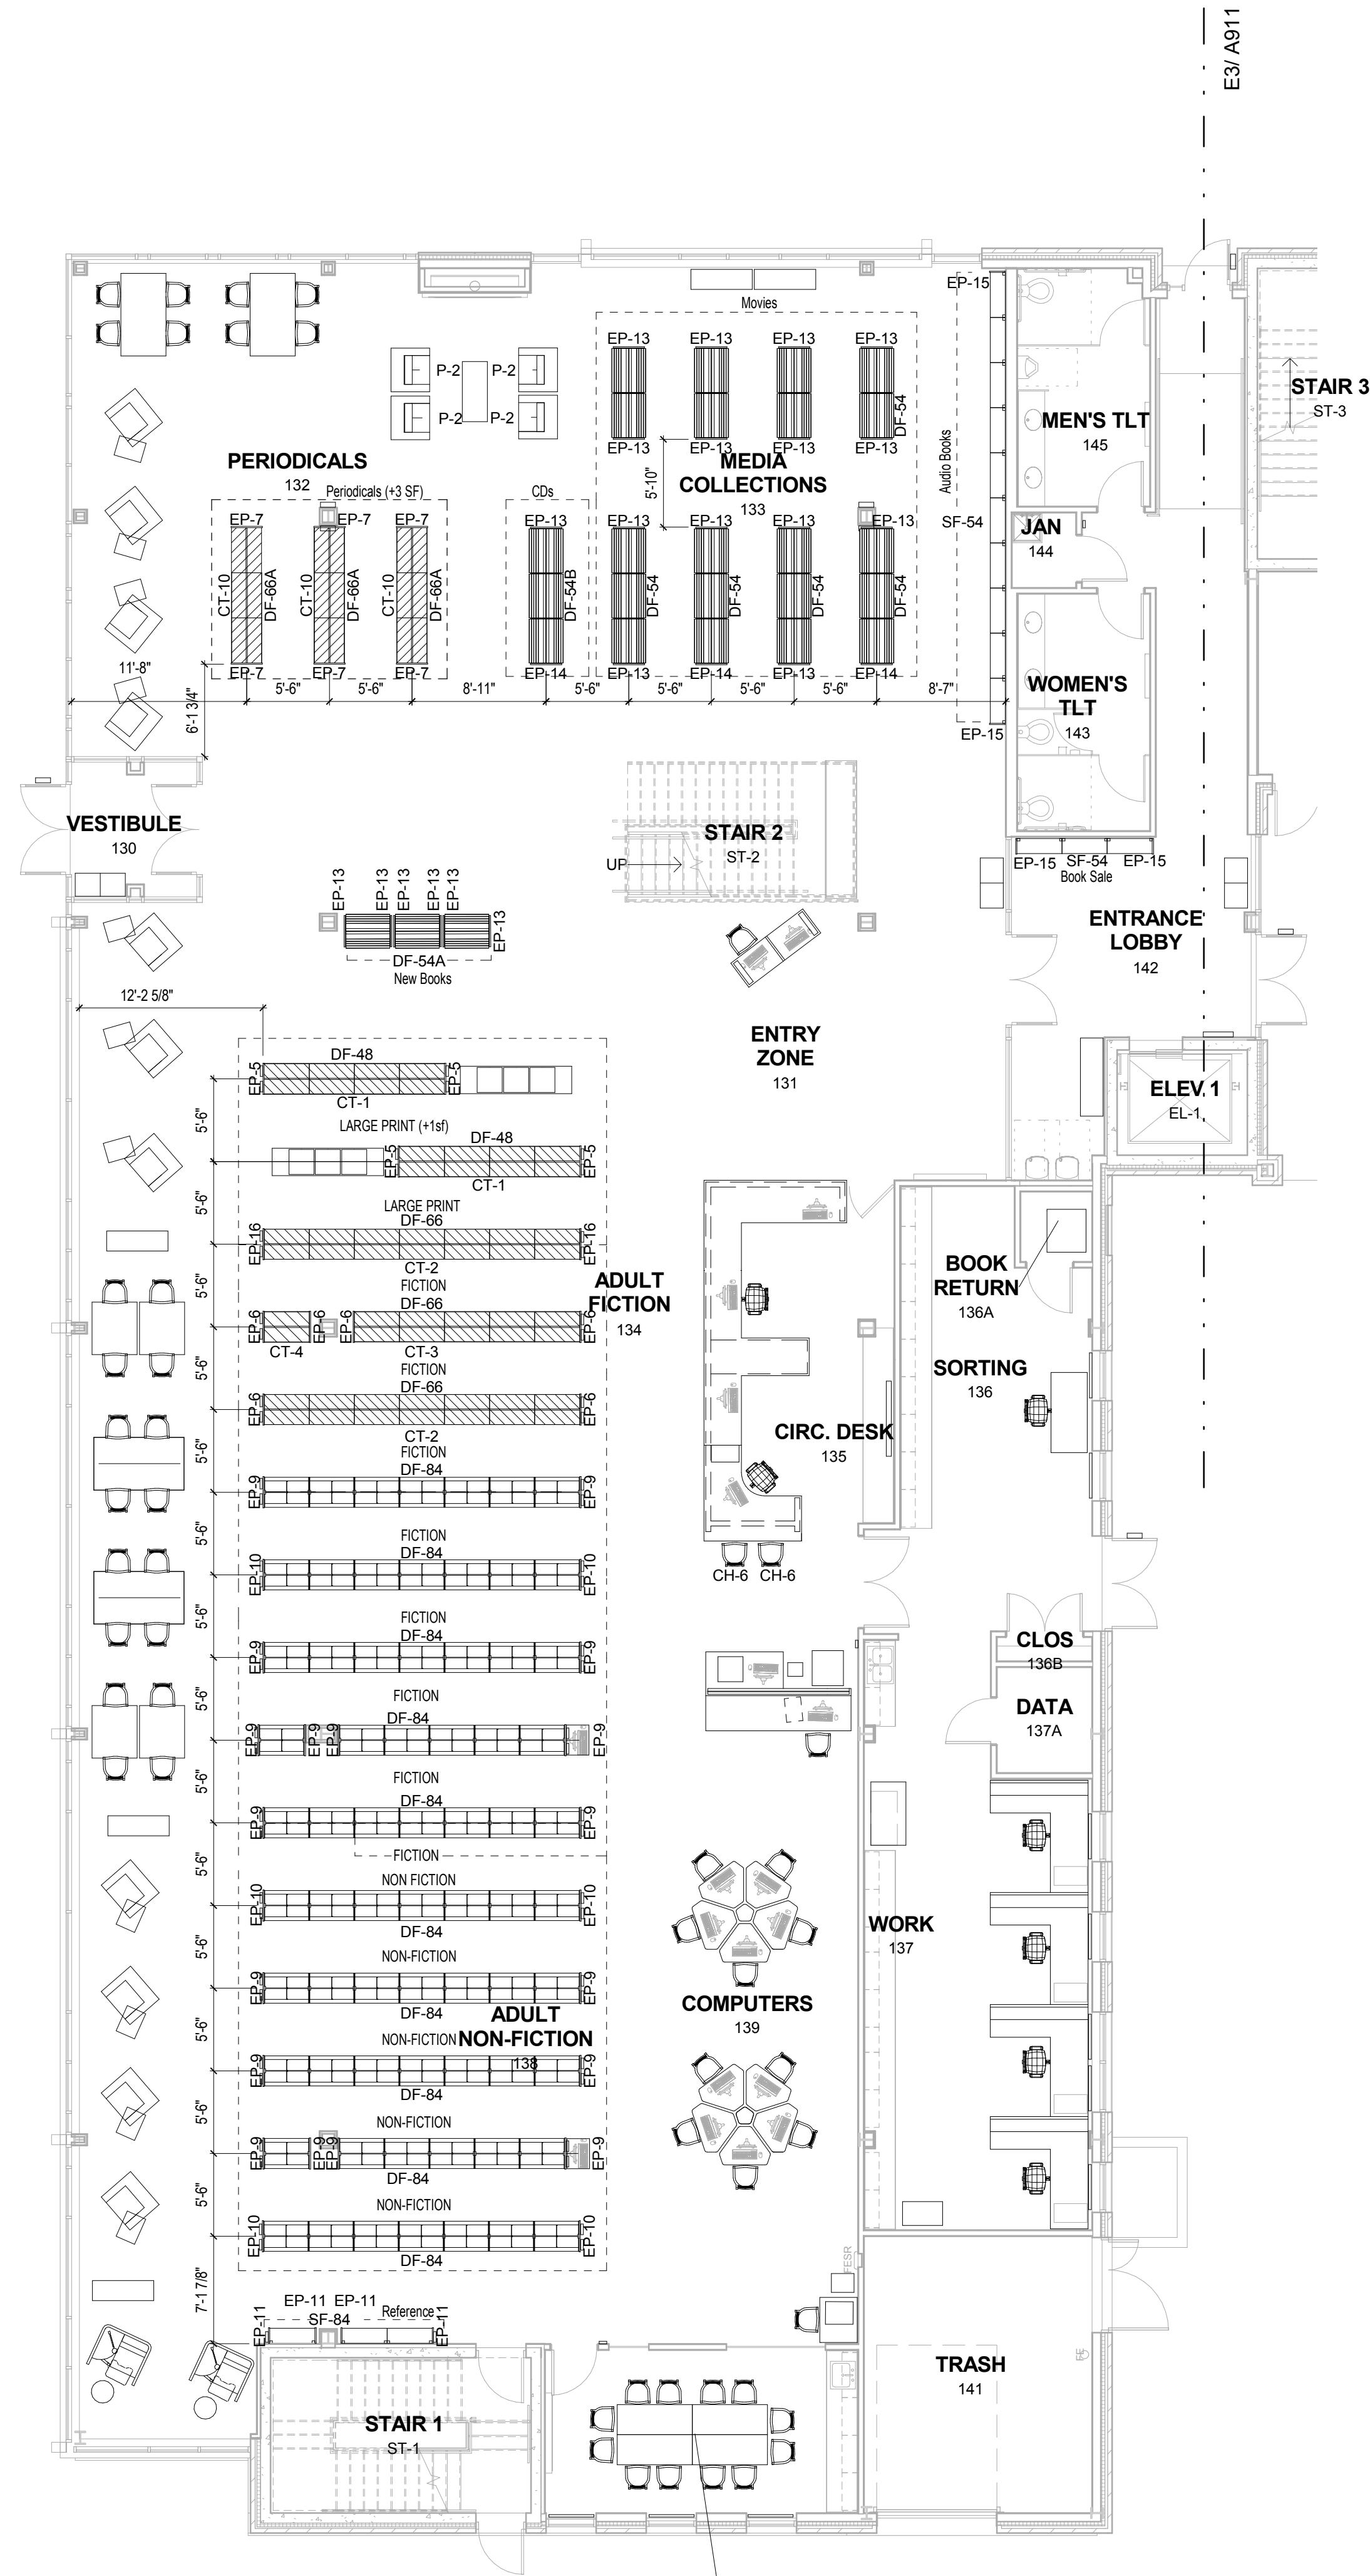 E3/ A911
EP-15
Movies
EP-13 EP-13 EP-13 EP-13
P-2 P-2
STAIR 3
ST-3
DF-54
P-2 P-2
MEN'S TLT
145
EP-13 EP-13 EP-13 EP-13
PERIODICALS
132
MEDIA
COLLECTIONS
133
5'-10"
Audio Books
Periodicals (+3 SF)
CDs
EP-7 EP-7 EP-7
EP-13 EP-13 EP-13 EP-13 EP-13
SF-54
JAN
144
CT-10 DF-66A CT-10 DF-66A CT-10 DF-66A
DF-54B DF-54 DF-54 DF-54 DF-54
11'-8"
EP-7 EP-7 EP-7
EP-14 EP-13 EP-14 EP-13 EP-14
5'-6" 5'-6" 8'-11" 5'-6" 5'-6" 5'-6" 5'-6" 8'-7"
6'-1 3/4"
WOMEN'S
TLT
143
EP-15
VESTIBULE
130
STAIR 2
ST-2
UP
EP-15 SF-54 EP-15
Book Sale
EP-13 EP-13 EP-13 EP-13 EP-13
EP-13
DF-54A
New Books
ENTRANCE
LOBBY
142
12'-2 5/8"
ENTRY
ZONE
131
DF-48
EP-5 EP-5
CT-1
ELEV. 1
EL-1
5'-6"
LARGE PRINT (+1sf)
DF-48
EP-5 EP-5
CT-1
5'-6"
LARGE PRINT
DF-66
EP-16 EP-16
CT-2
5'-6"
FICTION
DF-66
EP-6 EP-6 EP-6 EP-6
CT-4 CT-3
ADULT
FICTION
134
BOOK
RETURN
136A
5'-6"
FICTION
DF-66
EP-6 EP-6
CT-2
SORTING
136
5'-6"
FICTION
DF-84
EP-9 EP-9
CIRC. DESK
135
5'-6"
FICTION
DF-84
EP-10 EP-10
CH-6 CH-6
5'-6"
FICTION
DF-84
EP-9 EP-9
CLOS
136B
5'-6"
FICTION
DF-84
EP-9 EP-9 EP-9 EP-9
DATA
137A
5'-6"
FICTION
DF-84
EP-9 EP-9
FICTION
5'-6"
NON FICTION
EP-10 EP-10
DF-84
WORK
137
5'-6"
NON-FICTION
EP-9 EP-9
DF-84
COMPUTERS
139
5'-6"
ADULT
NON-FICTION
138
NON-FICTION
EP-9 EP-9
DF-84
5'-6"
NON-FICTION
EP-9 EP-9 EP-9 EP-9
DF-84
5'-6"
NON-FICTION
EP-10 EP-10
DF-84
7'-1 7/8"
FESR
EP-11 EP-11
EP-11 SF-84 Reference EP-11
FE
TRASH
141
STAIR 1
ST-1